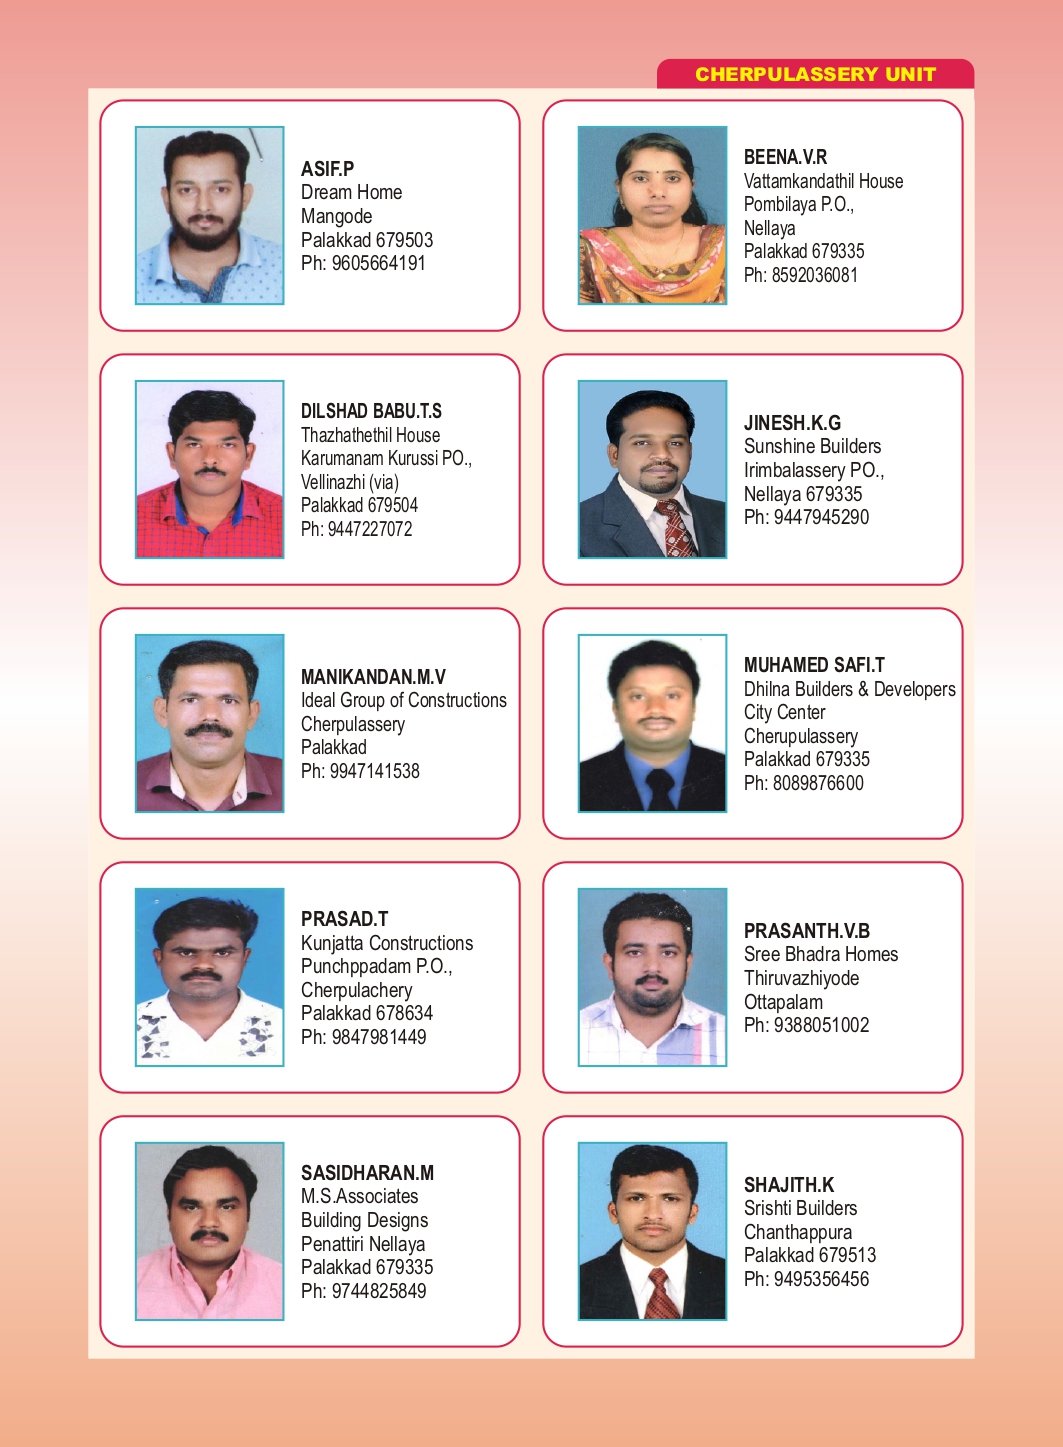 CHERPULASSERY UNIT
ASIF.P
Dream Home
Mangode
Palakkad 679503
Ph: 9605664191
BEENA.V.R
Vattamkandathil House
Pombilaya P.O.,
Nellaya
Palakkad 679335
Ph: 8592036081
DILSHAD BABU.T.S
Thazhathethil House
Karumanam Kurussi PO.,
Vellinazhi (via)
Palakkad 679504
Ph: 9447227072
JINESH.K.G
Sunshine Builders
Irimbalassery PO.,
Nellaya 679335
Ph: 9447945290
MANIKANDAN.M.V
Ideal Group of Constructions
Cherpulassery
Palakkad
Ph: 9947141538
MUHAMED SAFI.T
Dhilna Builders & Developers
City Center
Cherupulassery
Palakkad 679335
Ph: 8089876600
PRASAD.T
Kunjatta Constructions
Punchppadam P.O.,
Cherpulachery
Palakkad 678634
Ph: 9847981449
PRASANTH.V.B
Sree Bhadra Homes
Thiruvazhiyode
Ottapalam
Ph: 9388051002
SASIDHARAN.M
M.S.Associates
Building Designs
Penattiri Nellaya
Palakkad 679335
Ph: 9744825849
SHAJITH.K
Srishti Builders
Chanthappura
Palakkad 679513
Ph: 9495356456